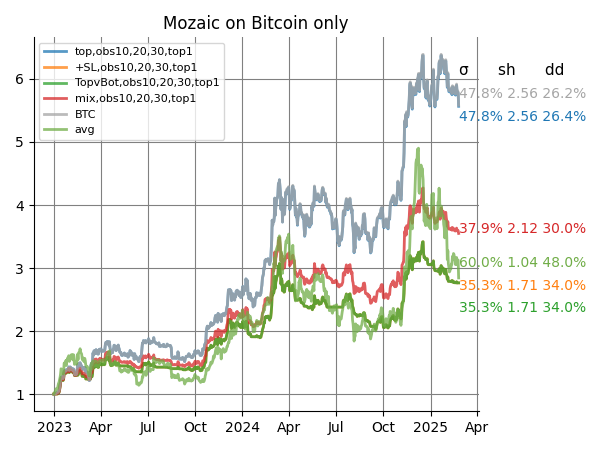 Mozaic on Bitcoin only
top,obs10,20,30,top1
+SL,obs10,20,30,top1
TopvBot,obs10,20,30,top1
mix,obs10,20,30,top1
BTC
avg
σ sh dd
47.8% 2.56 26.2%
47.8% 2.56 26.4%
37.9% 2.12 30.0%
60.0% 1.04 48.0%
35.3% 1.71 34.0%
35.3% 1.71 34.0%
6
5
4
3
2
1
2023 Apr Jul Oct 2024 Apr Jul Oct 2025 Apr